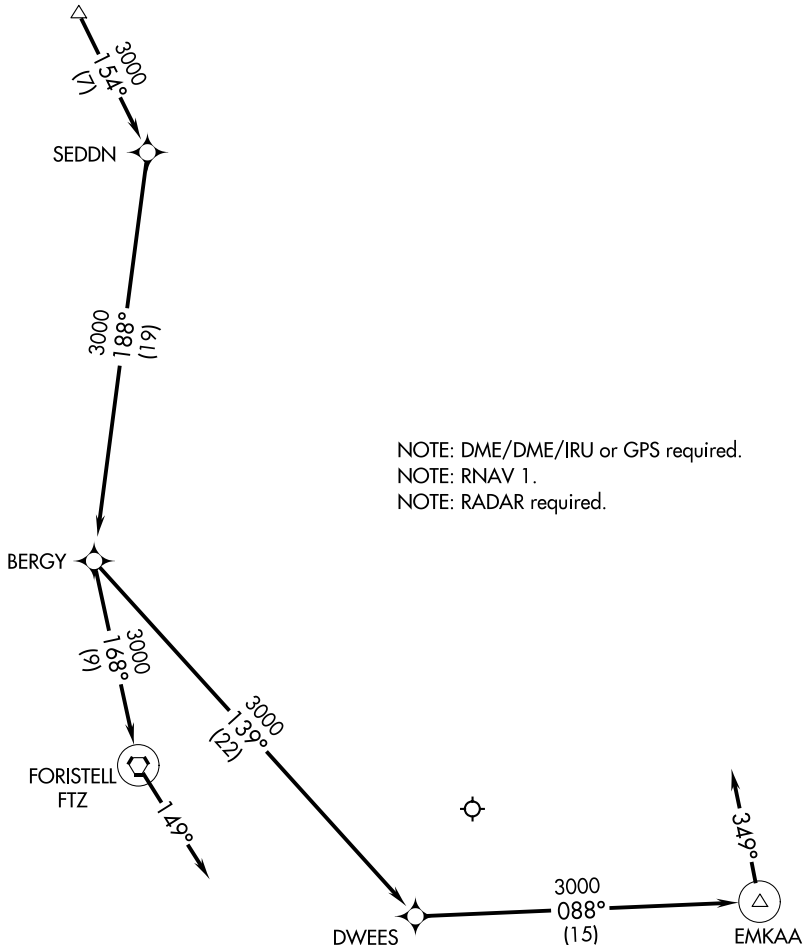 3000
154°
(7)
SEDDN
3000
188°
(19)
NOTE: DME/DME/IRU or GPS required.
NOTE: RNAV 1.
NOTE: RADAR required.
BERGY
3000
168°
(9)
3000
139°
(22)
FORISTELL
FTZ
149°
349°
3000
088°
(15)
DWEES
EMKAA